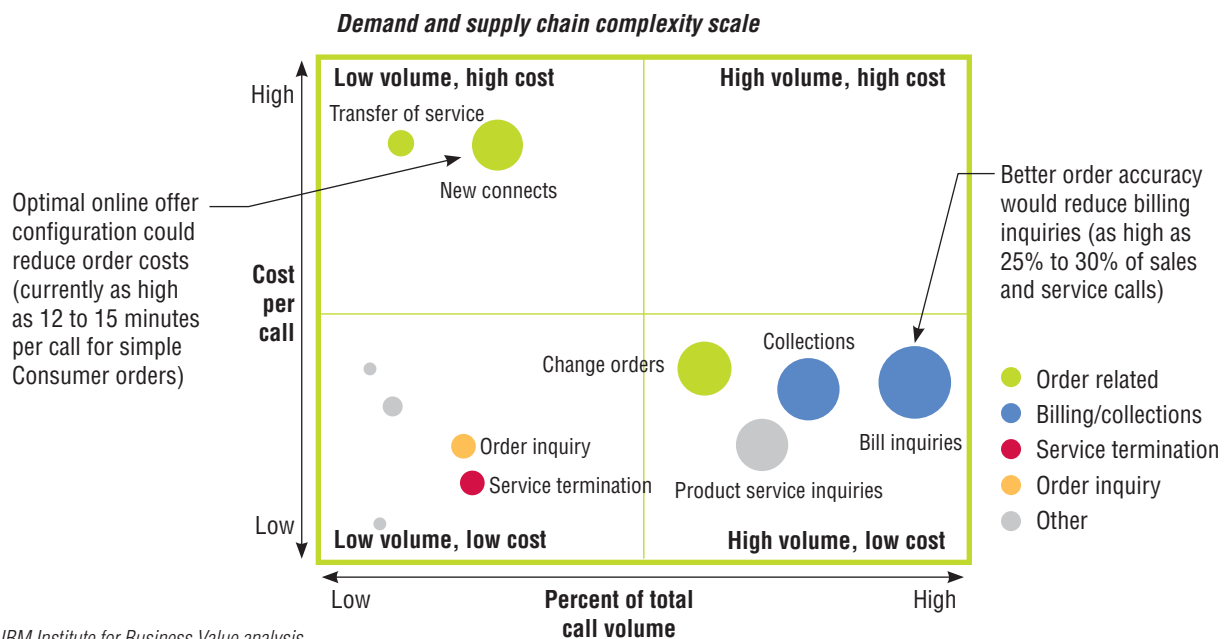 Demand and supply chain complexity scale
High
Low volume, high cost
High volume, high cost
Transfer of service
New connects
Optimal online offer
configuration could
reduce order costs
(currently as high
as 12 to 15 minutes
per call for simple
Consumer orders)
Better order accuracy
would reduce billing
inquiries (as high as
25% to 30% of sales
and service calls)
Cost
per
call
Change orders
Collections
Bill inquiries
Order inquiry
Service termination
Product service inquiries
Order related
Billing/collections
Service termination
Order inquiry
Other
Low
Low volume, low cost
High volume, low cost
Low
Percent of total
call volume
High
IBM Institute for Business Value analysis